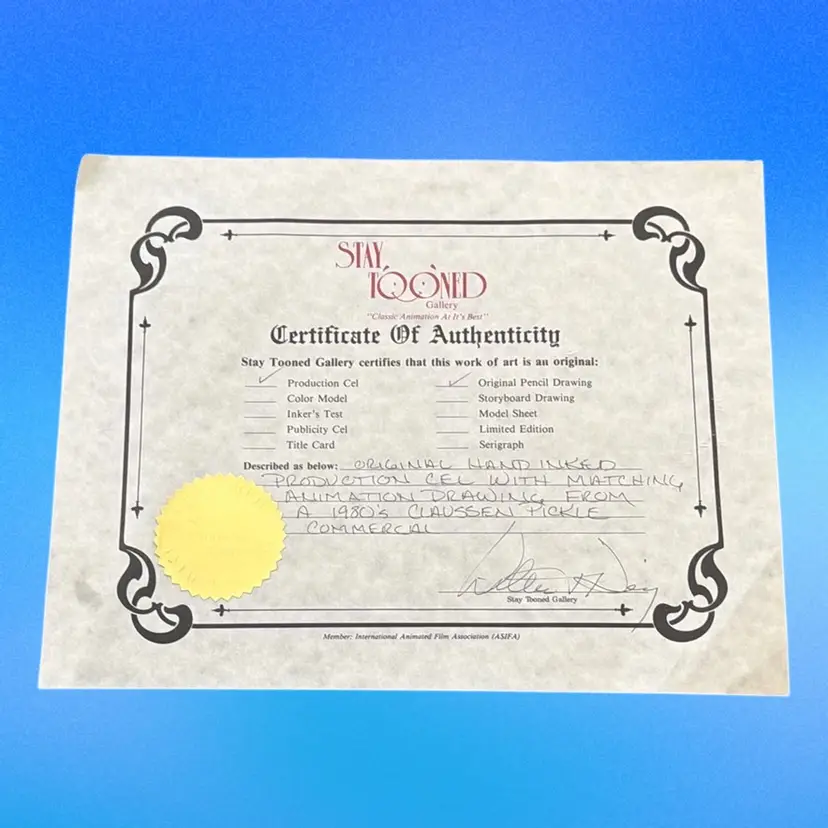 STAY
TOONED
Gallery
"Classic Animation At It's Best"
Certificate Of Authenticity
Stay Tooned Gallery certifies that this work of art is an original:
✓ Production Cel ✓ Original Pencil Drawing
Color Model Storyboard Drawing
Inker's Test Model Sheet
Publicity Cel Limited Edition
Title Card Serigraph
Described as below: ORIGINAL HAND INKED
PRODUCTION CEL WITH MATCHING
ANIMATION DRAWING FROM
A 1980's CLAUSSEN PICKLE
COMMERCIAL
Stay Tooned Gallery
Member: International Animated Film Association (ASIFA)